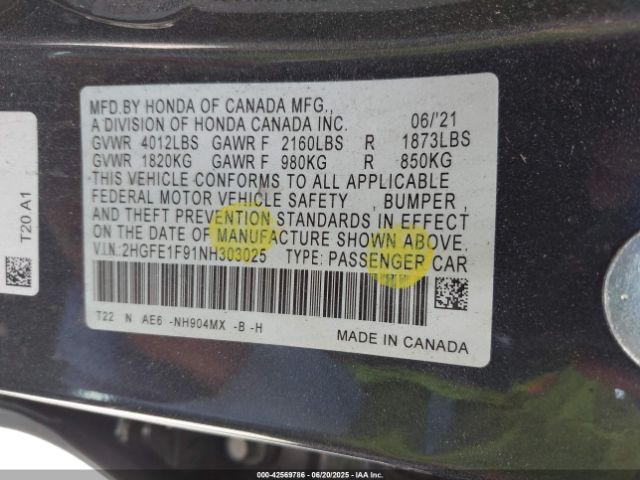 MFD.BY HONDA OF CANADA MFG.,
A DIVISION OF HONDA CANADA INC. 06/'21
GVWR 4012LBS GAWR F 2160LBS R 1873LBS
GVWR 1820KG GAWR F 980KG R 850KG
THIS VEHICLE CONFORMS TO ALL APPLICABLE
FEDERAL MOTOR VEHICLE SAFETY , BUMPER ,
AND THEFT PREVENTION STANDARDS IN EFFECT
ON THE DATE OF MANUFACTURE SHOWN ABOVE.
V.I.N.:2HGFE1F91NH303025 TYPE: PASSENGER CAR
T22 N AE6 -NH904MX -B -H
MADE IN CANADA
T20 A1
000-42569786 - 06/20/2025 - IAA Inc.